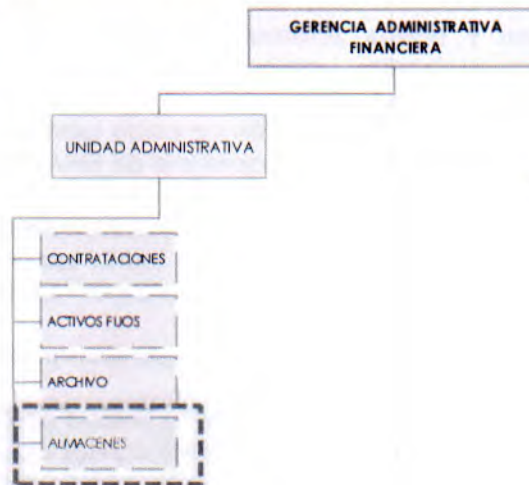 GERENCIA ADMINISTRATIVA
FINANCIERA
UNIDAD ADMINISTRATIVA
CONTRATACIONES
ACTIVOS FIJOS
ARCHIVO
ALMACENES